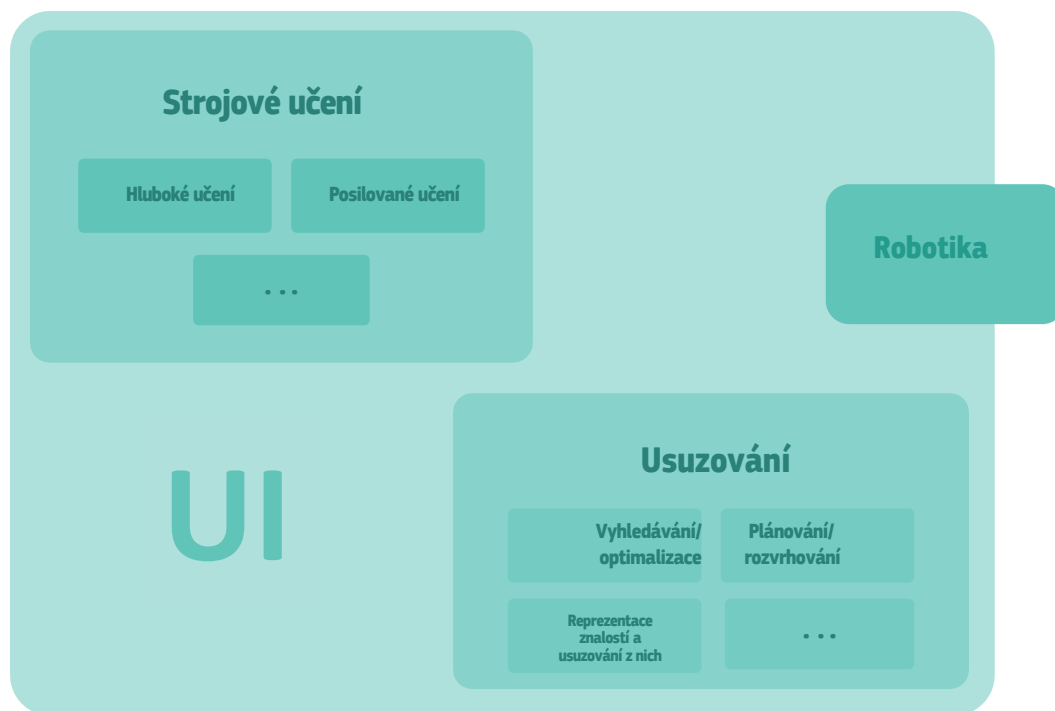 Strojové učení
Hluboké učení
Posilované učení
...
Robotika
UI
Usuzování
Vyhledávání/
optimalizace
Plánování/
rozvrhování
Reprezentace
znalostí a
usuzování z nich
...